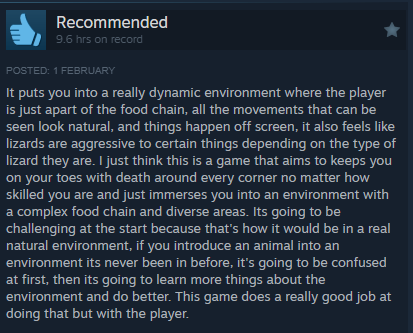 Recommended
9.6 hrs on record
POSTED: 1 FEBRUARY
It puts you into a really dynamic environment where the player
is just apart of the food chain, all the movements that can be
seen look natural, and things happen off screen, it also feels like
lizards are aggressive to certain things depending on the type of
lizard they are. I just think this is a game that aims to keeps you
on your toes with death around every corner no matter how
skilled you are and just immerses you into an environment with
a complex food chain and diverse areas. Its going to be
challenging at the start because that's how it would be in a real
natural environment, if you introduce an animal into an
environment its never been in before, it's going to be confused
at first, then its going to learn more things about the
environment and do better. This game does a really good job at
doing that but with the player.